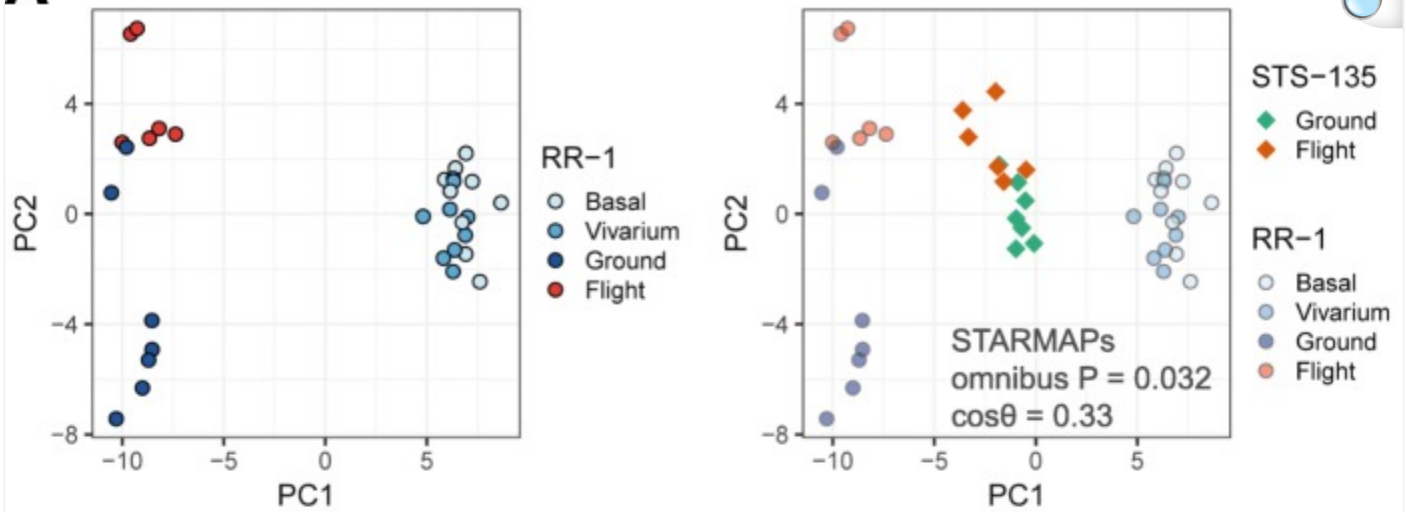 A
PC2
4
0
−4
−8
−10
−5
0
5
PC1
RR−1
Basal
Vivarium
Ground
Flight
PC2
4
0
−4
−8
−10
−5
0
5
PC1
STARMAPs
omnibus P = 0.032
cosθ = 0.33
STS−135
Ground
Flight
RR−1
Basal
Vivarium
Ground
Flight